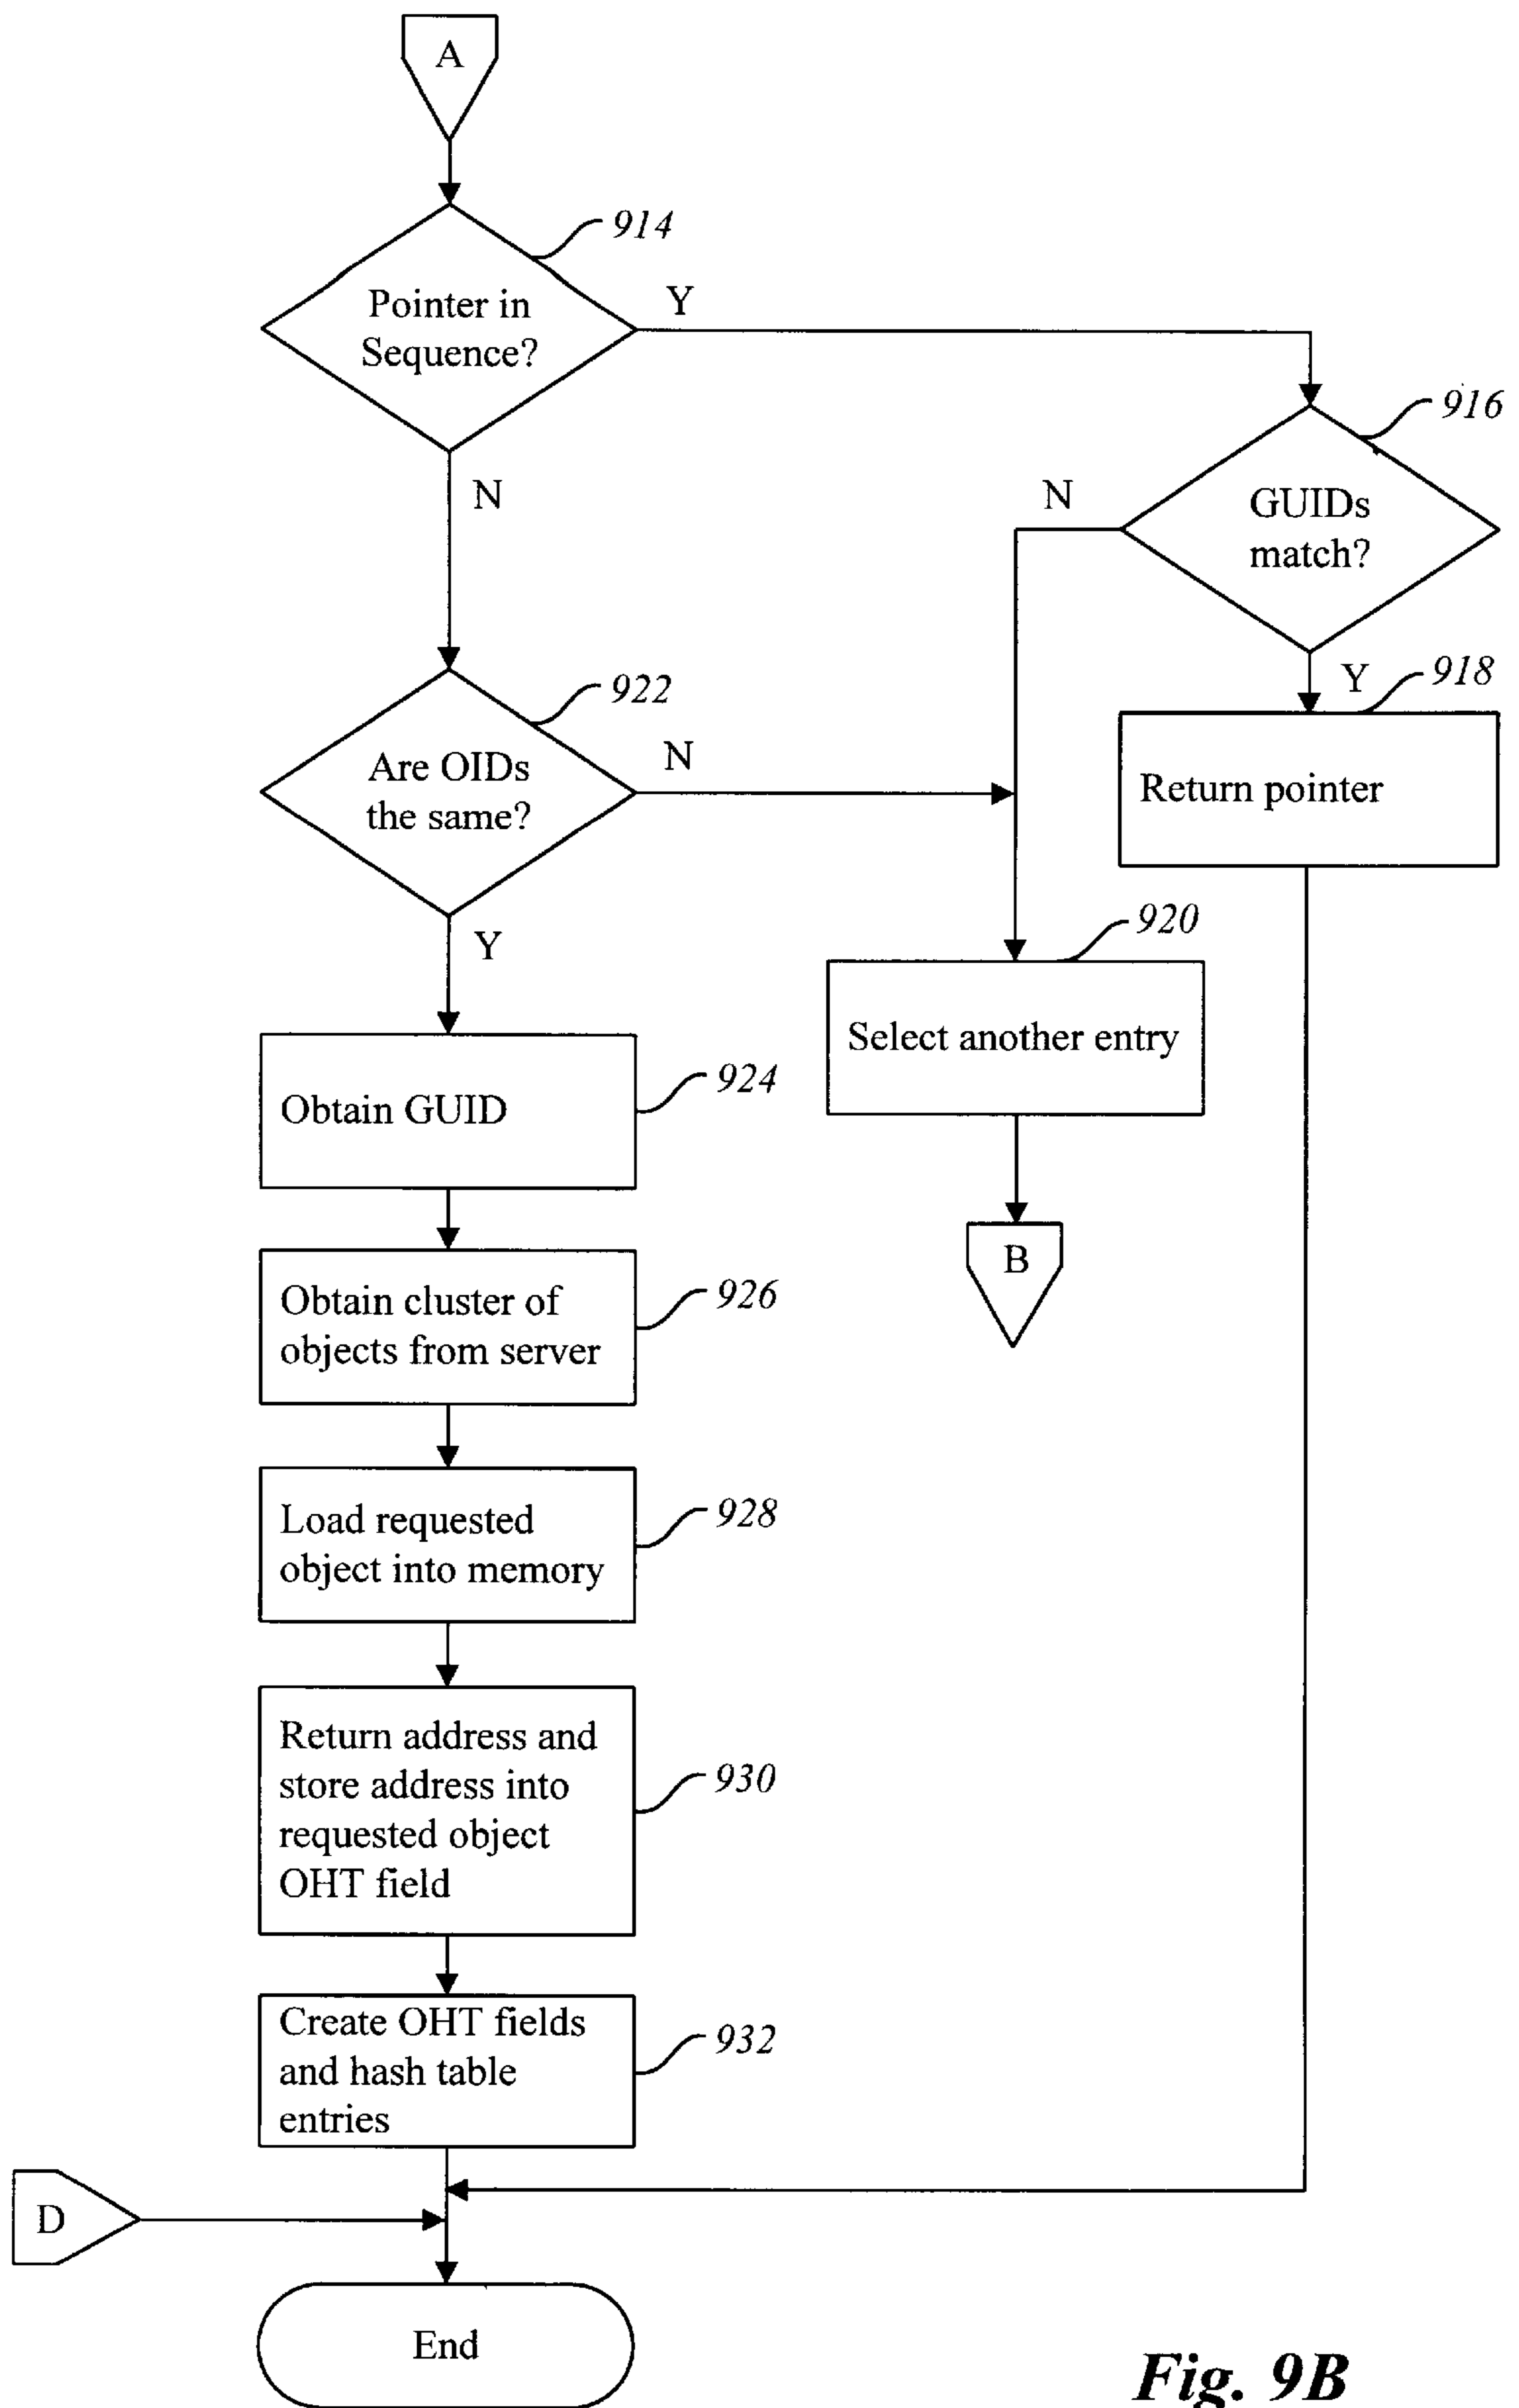 A
914
Pointer in
Sequence?
Y
916
N
GUIDs
match?
N
Y
918
922
Are OIDs
the same?
N
Return pointer
Y
920
Select another entry
924
Obtain GUID
B
926
Obtain cluster of
objects from server
928
Load requested
object into memory
Return address and
store address into
requested object
OHT field
930
Create OHT fields
and hash table
entries
932
D
End
Fig. 9B